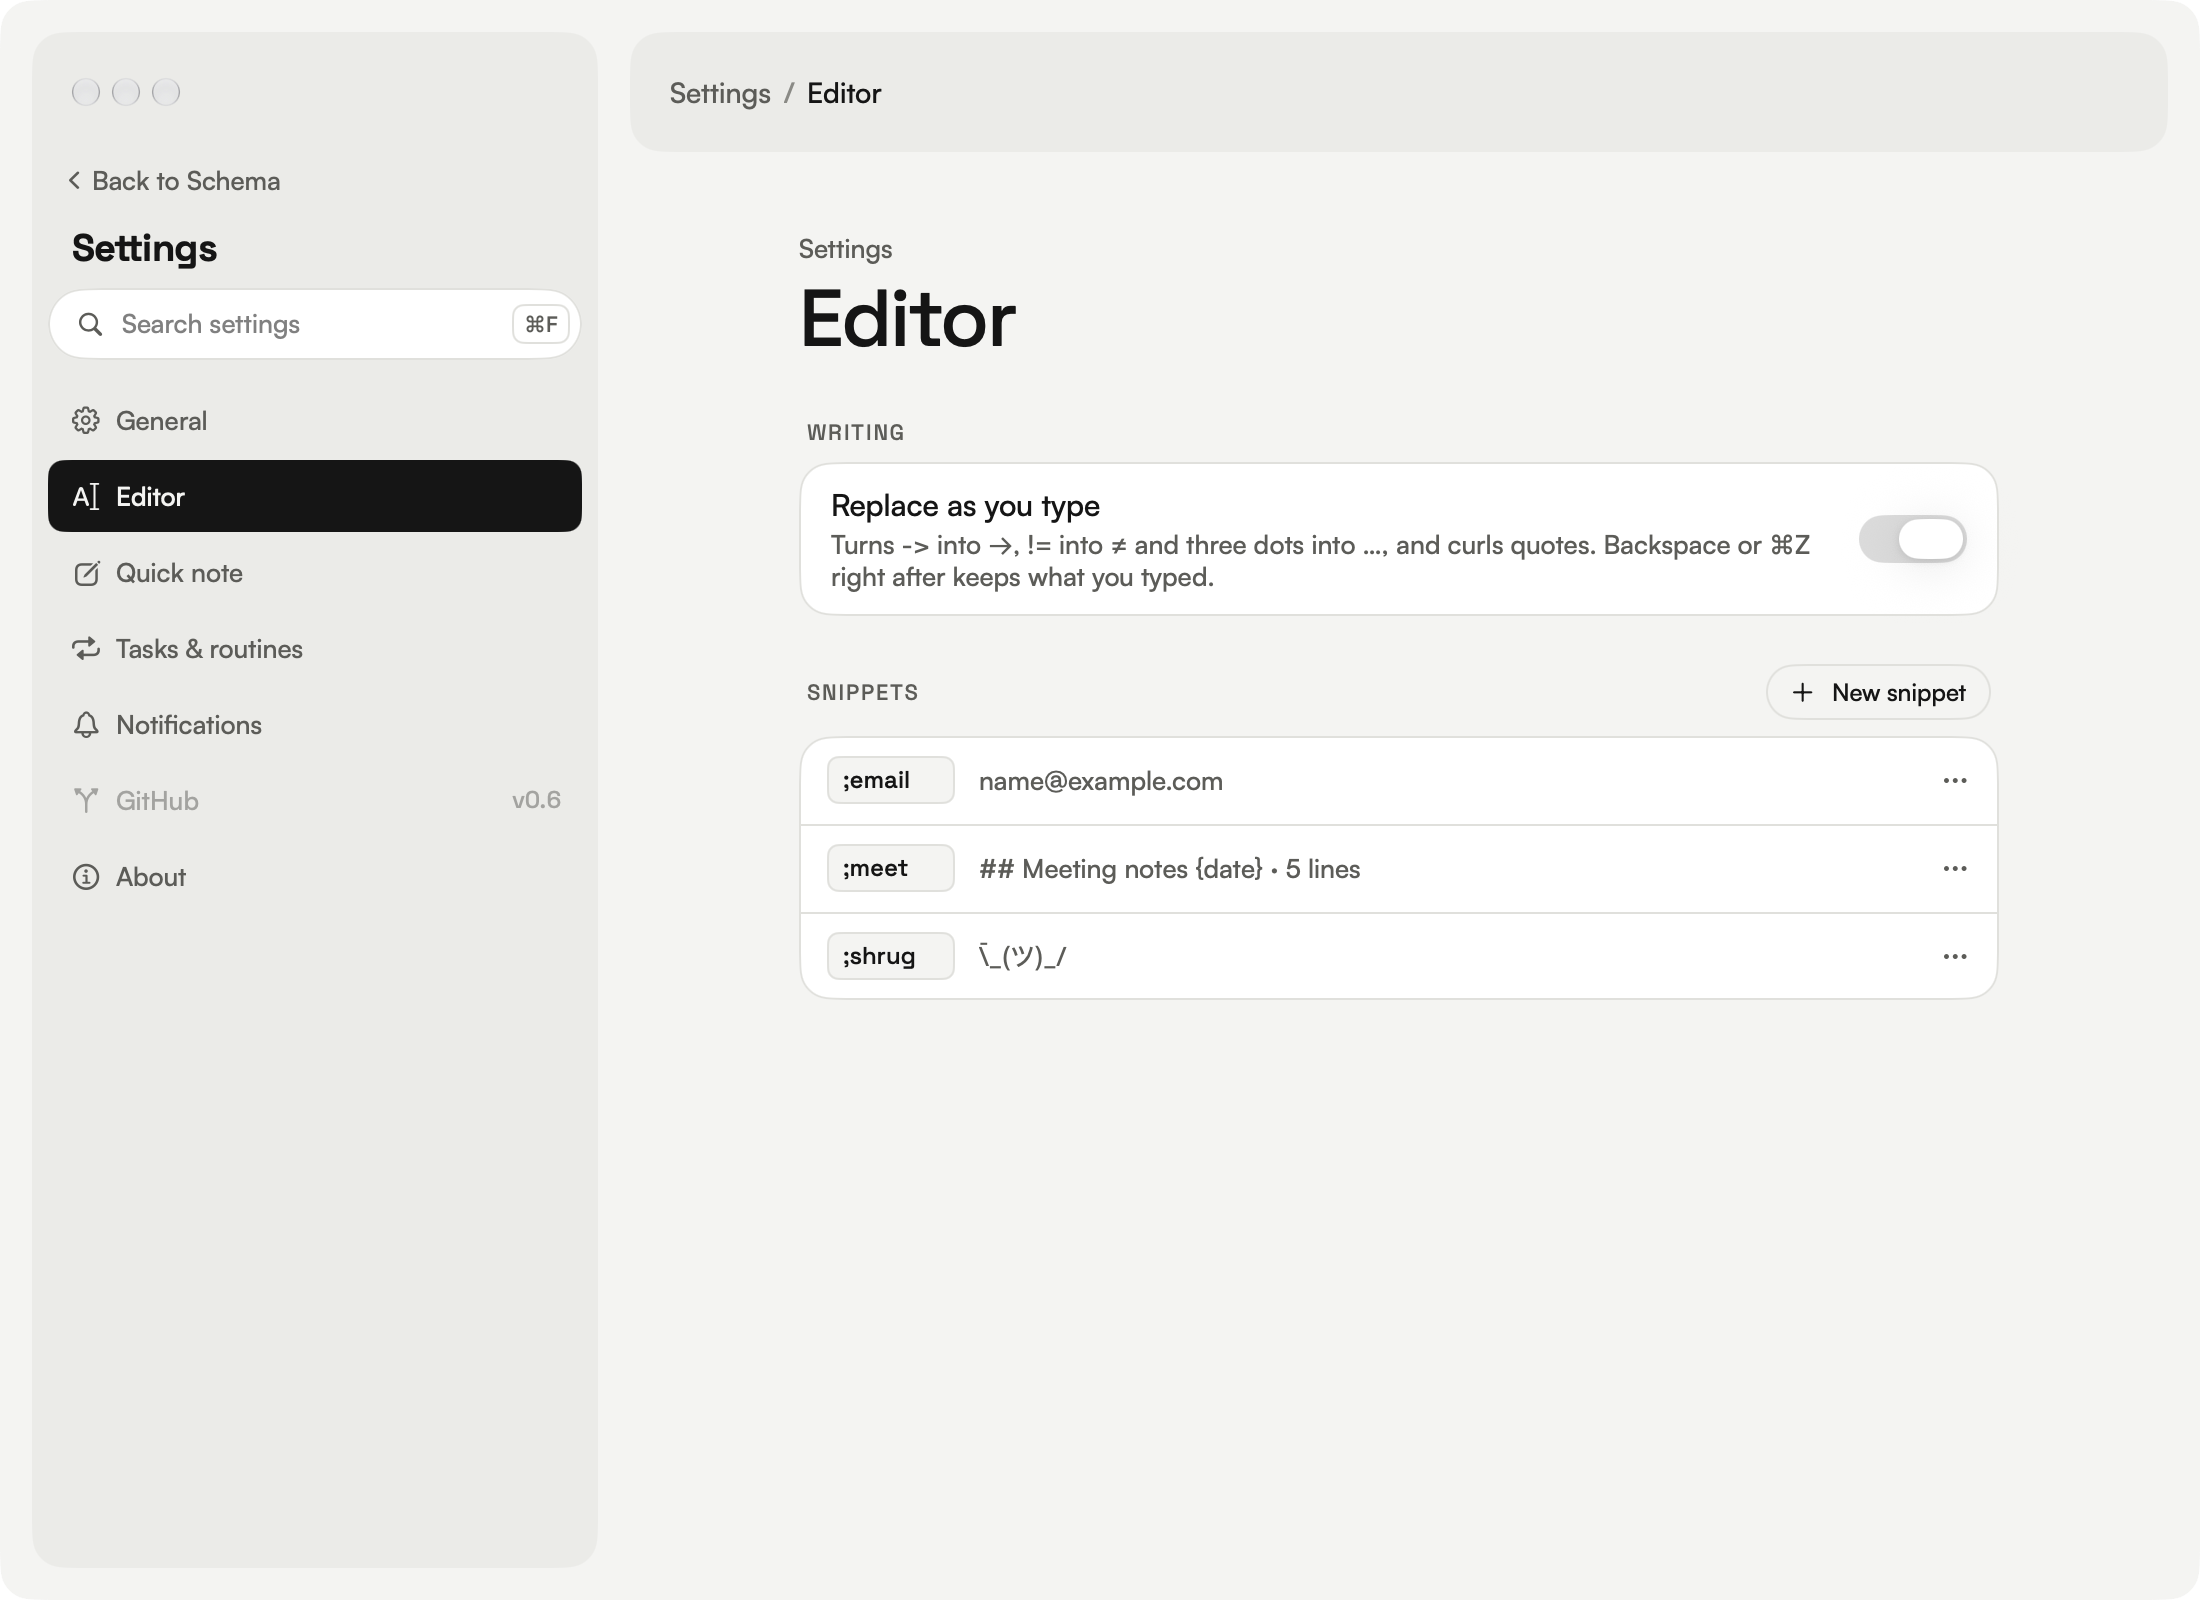 Back to Schema
Settings
Search settings ⌘F
General
Editor
Quick note
Tasks & routines
Notifications
GitHub v0.6
About
Settings / Editor
Settings
Editor
WRITING
Replace as you type
Turns -> into →, != into ≠ and three dots into …, and curls quotes. Backspace or ⌘Z
right after keeps what you typed.
SNIPPETS
+ New snippet
;email name@example.com
;meet ## Meeting notes {date} · 5 lines
;shrug ¯\_(ツ)_/